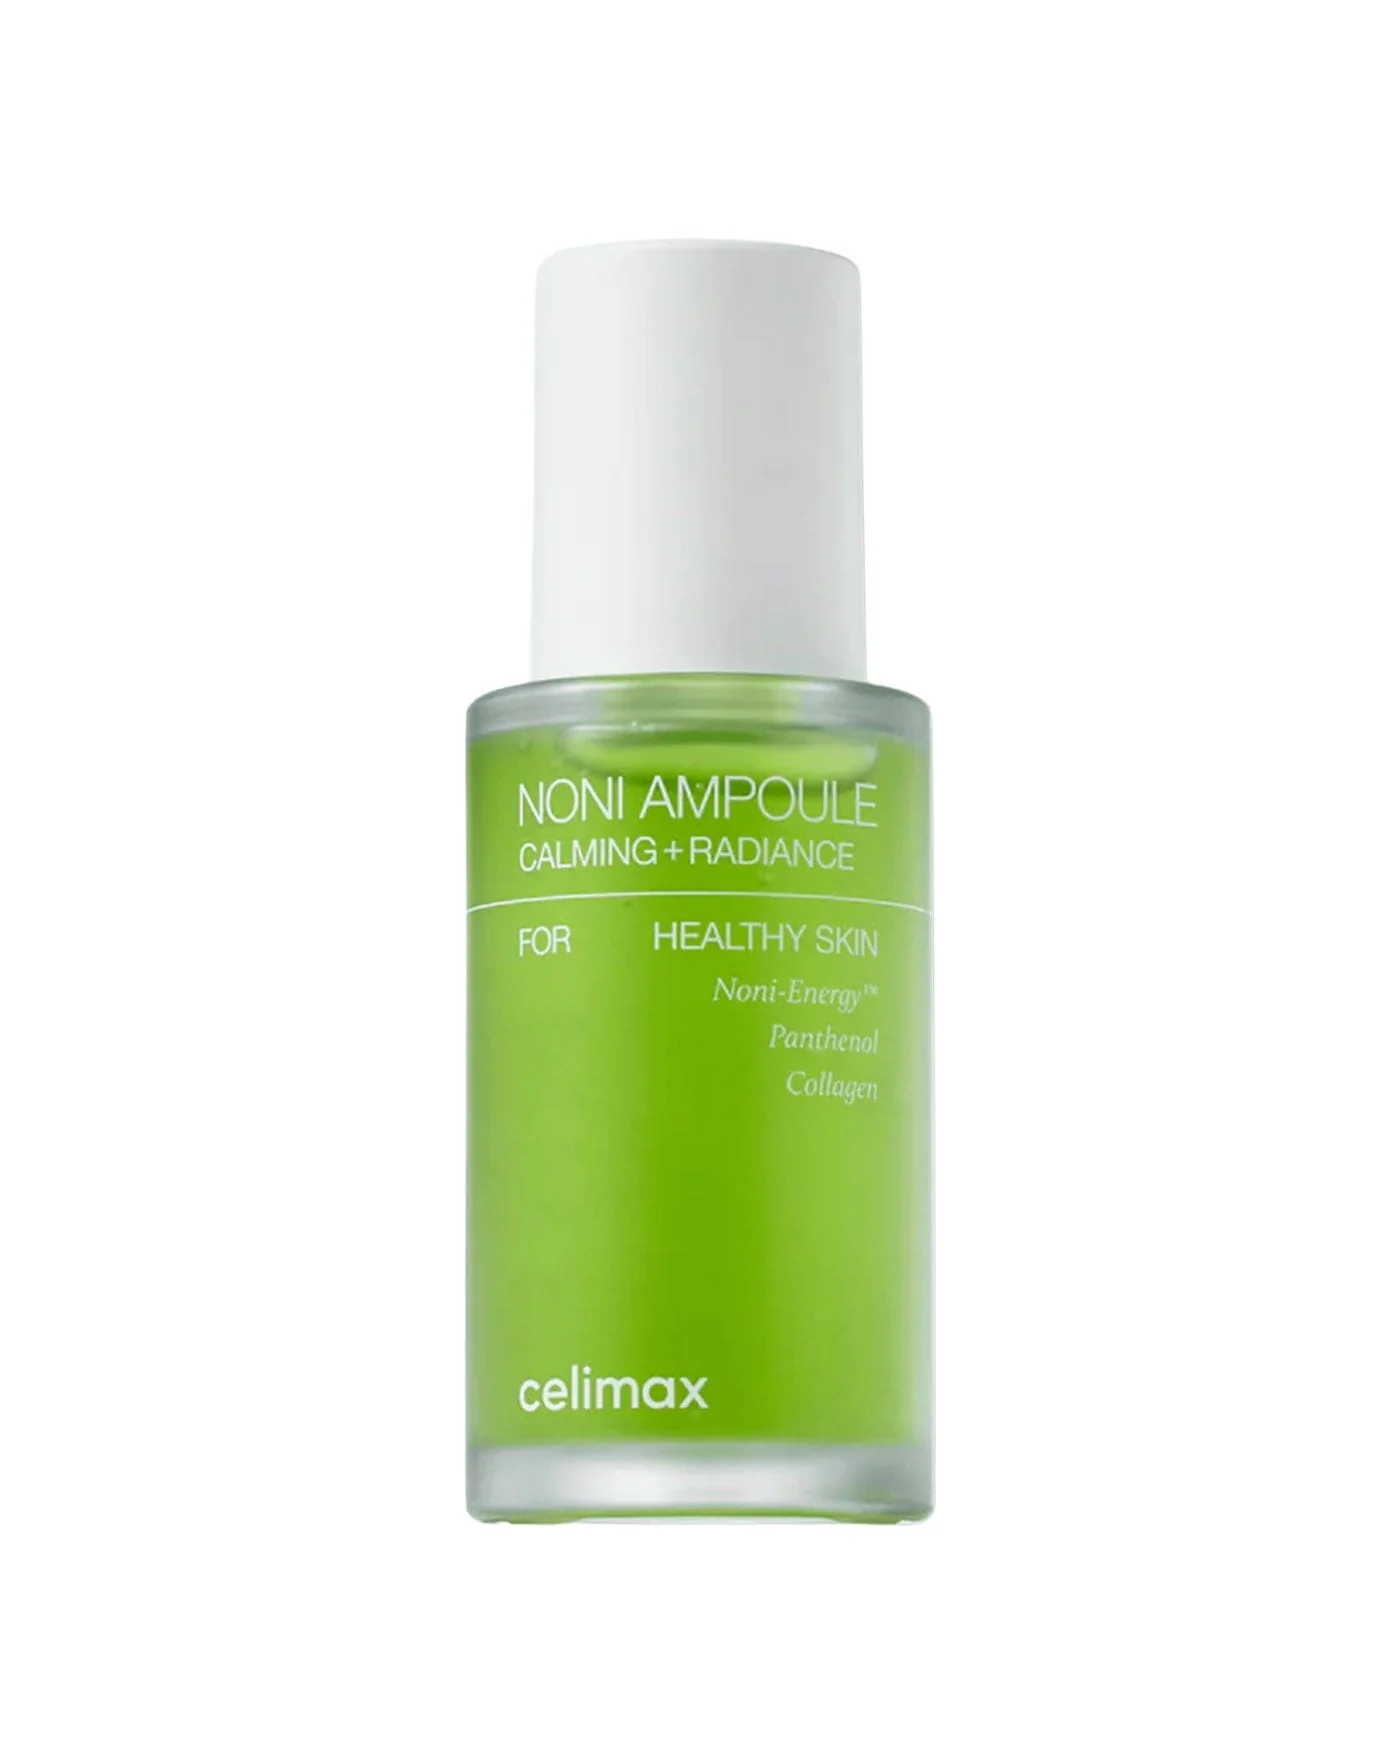 NONI AMPOULE
CALMING + RADIANCE
FOR HEALTHY SKIN
Noni-Energy™
Panthenol
Collagen
celimax